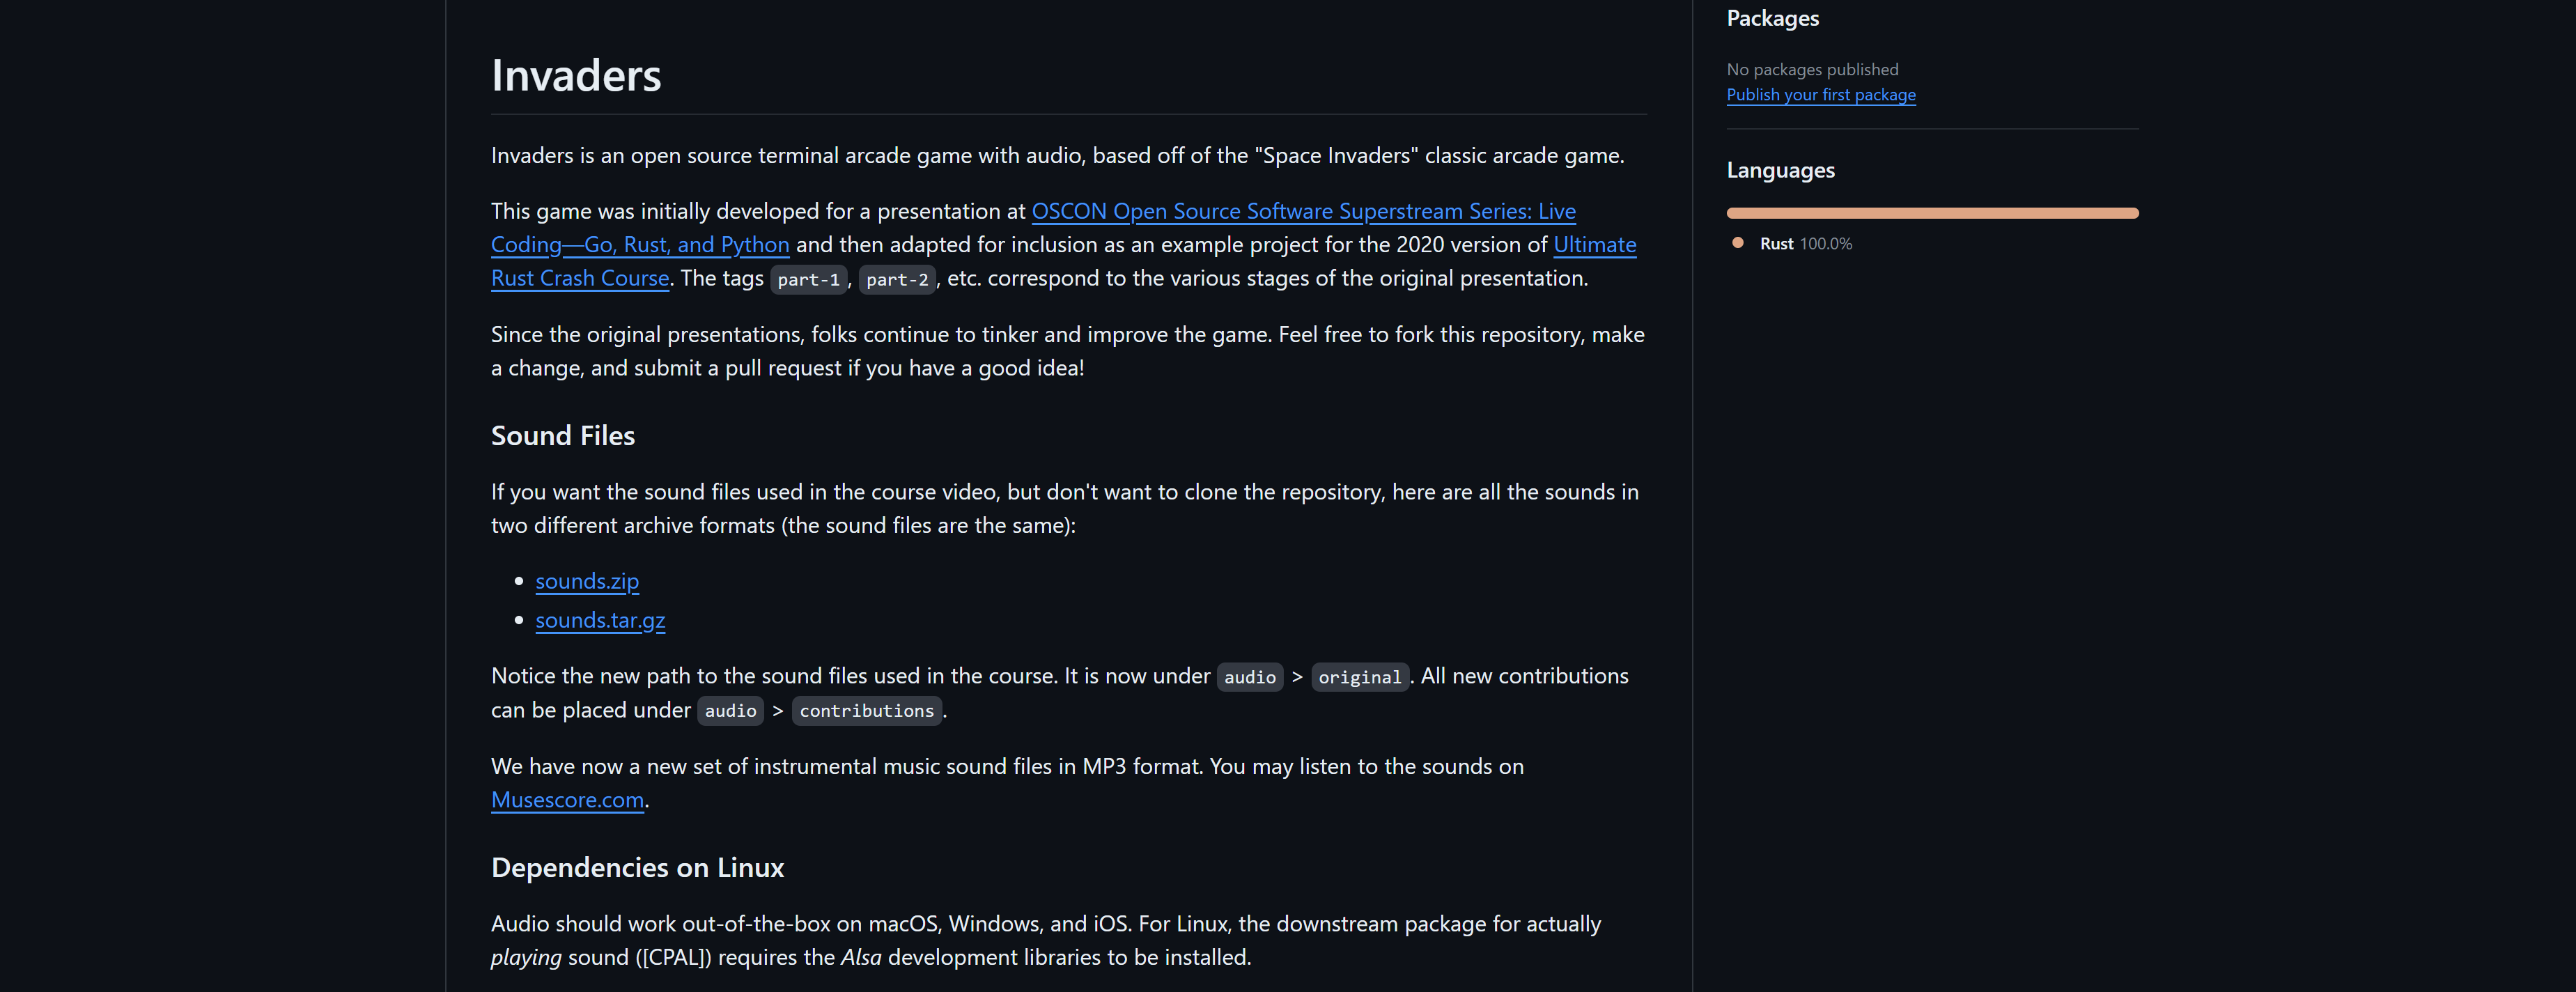 Invaders
Invaders is an open source terminal arcade game with audio, based off of the "Space Invaders" classic arcade game.
This game was initially developed for a presentation at OSCON Open Source Software Superstream Series: Live
Coding—Go, Rust, and Python and then adapted for inclusion as an example project for the 2020 version of Ultimate
Rust Crash Course. The tags part-1, part-2, etc. correspond to the various stages of the original presentation.
Since the original presentations, folks continue to tinker and improve the game. Feel free to fork this repository, make
a change, and submit a pull request if you have a good idea!
Sound Files
If you want the sound files used in the course video, but don't want to clone the repository, here are all the sounds in
two different archive formats (the sound files are the same):
• sounds.zip
• sounds.tar.gz
Notice the new path to the sound files used in the course. It is now under audio > original. All new contributions
can be placed under audio > contributions.
We have now a new set of instrumental music sound files in MP3 format. You may listen to the sounds on
Musescore.com.
Dependencies on Linux
Audio should work out-of-the-box on macOS, Windows, and iOS. For Linux, the downstream package for actually
playing sound ([CPAL]) requires the Alsa development libraries to be installed.
Packages
No packages published
Publish your first package
Languages
Rust 100.0%